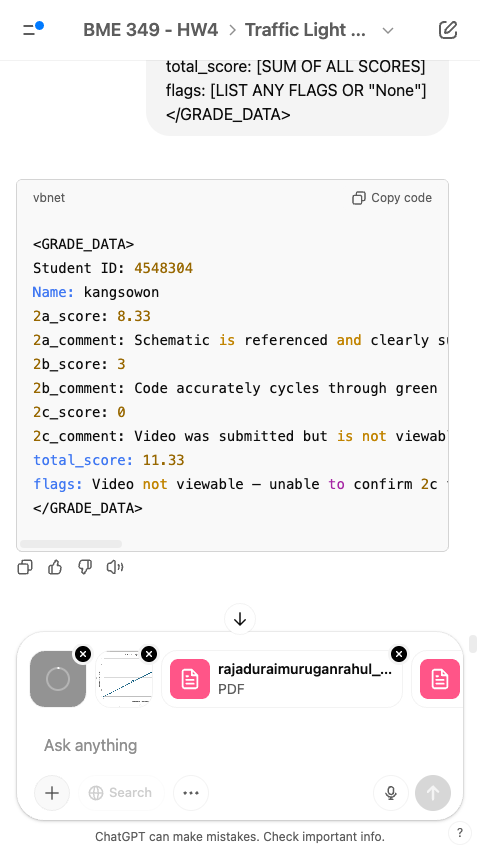 BME 349 - HW4 > Traffic Light ...
total_score: [SUM OF ALL SCORES]
flags: [LIST ANY FLAGS OR "None"]
</GRADE_DATA>
vbnet Copy code
<GRADE_DATA>
Student ID: 4548304
Name: kangsowon
2a_score: 8.33
2a_comment: Schematic is referenced and clearly
2b_score: 3
2b_comment: Code accurately cycles through green
2c_score: 0
2c_comment: Video was submitted but is not
total_score: 11.33
flags: Video not viewable — unable to confirm 2c
</GRADE_DATA>
rajaduraimuruganrahul_...
PDF
Ask anything
Search
ChatGPT can make mistakes. Check important info.
?